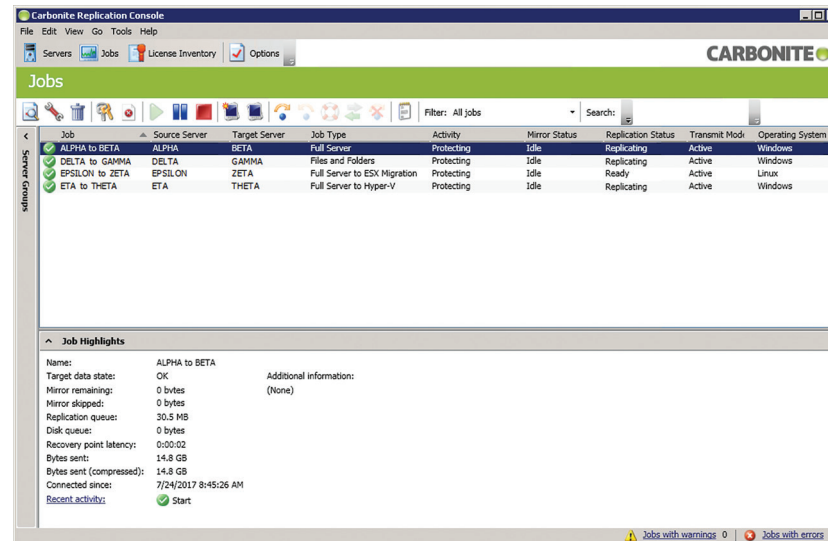 Carbonite Replication Console
File Edit View Go Tools Help
Servers Jobs License Inventory Options
CARBONITE
Jobs
Filter: All jobs Search:
Job Source Server Target Server Job Type Activity Mirror Status Replication Status Transmit Mode Operating System
ALPHA to BETA ALPHA BETA Full Server Protecting Idle Replicating Active Windows
DELTA to GAMMA DELTA GAMMA Files and Folders Protecting Idle Replicating Active Windows
EPSILON to ZETA EPSILON ZETA Full Server to ESX Migration Protecting Idle Ready Active Linux
ETA to THETA ETA THETA Full Server to Hyper-V Protecting Idle Replicating Active Windows
Server Groups
Job Highlights
Name: ALPHA to BETA
Target data state: OK Additional information:
Mirror remaining: 0 bytes (None)
Mirror skipped: 0 bytes
Replication queue: 30.5 MB
Disk queue: 0 bytes
Recovery point latency: 0:00:02
Bytes sent: 14.8 GB
Bytes sent (compressed): 14.8 GB
Connected since: 7/24/2017 8:45:26 AM
Recent activity: Start
Jobs with warnings 0 Jobs with errors